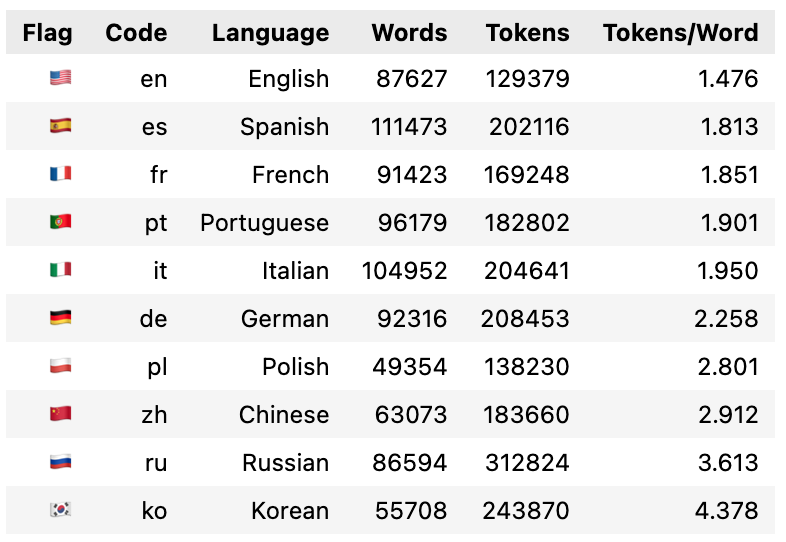 Flag Code Language Words Tokens Tokens/Word
🇺🇸 en English 87627 129379 1.476
🇪🇸 es Spanish 111473 202116 1.813
🇫🇷 fr French 91423 169248 1.851
🇵🇹 pt Portuguese 96179 182802 1.901
🇮🇹 it Italian 104952 204641 1.950
🇩🇪 de German 92316 208453 2.258
🇵🇱 pl Polish 49354 138230 2.801
🇨🇳 zh Chinese 63073 183660 2.912
🇷🇺 ru Russian 86594 312824 3.613
🇰🇷 ko Korean 55708 243870 4.378